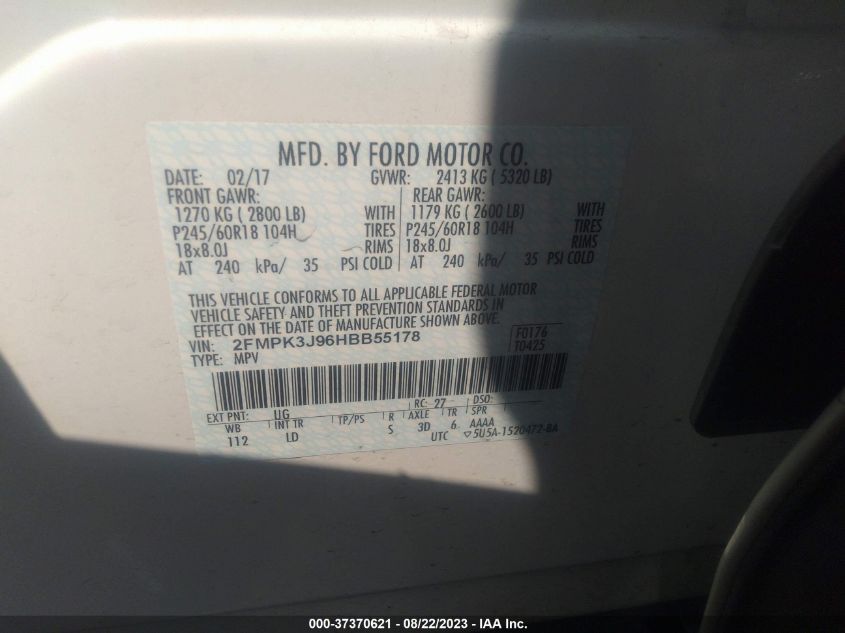 MFD. BY FORD MOTOR CO.
DATE: 02/17 GVWR: 2413 KG ( 5320 LB)
FRONT GAWR: REAR GAWR:
1270 KG ( 2800 LB) WITH 1179 KG ( 2600 LB) WITH
P245/60R18 104H TIRES P245/60R18 104H TIRES
18x8.0J RIMS 18x8.0J RIMS
AT 240 kPa/ 35 PSI COLD AT 240 kPa/ 35 PSI COLD
THIS VEHICLE CONFORMS TO ALL APPLICABLE FEDERAL MOTOR
VEHICLE SAFETY AND THEFT PREVENTION STANDARDS IN
EFFECT ON THE DATE OF MANUFACTURE SHOWN ABOVE.
VIN: 2FMPK3J96HBB55178 F0176
TYPE: MPV T0425
EXT PNT: UG RC: 27 DSO:
WB INT TR TP/PS R AXLE TR SPR
112 LD S 3D 6 AAAA
UTC ▽5U5A-1520472-BA
000-37370621 - 08/22/2023 - IAA Inc.